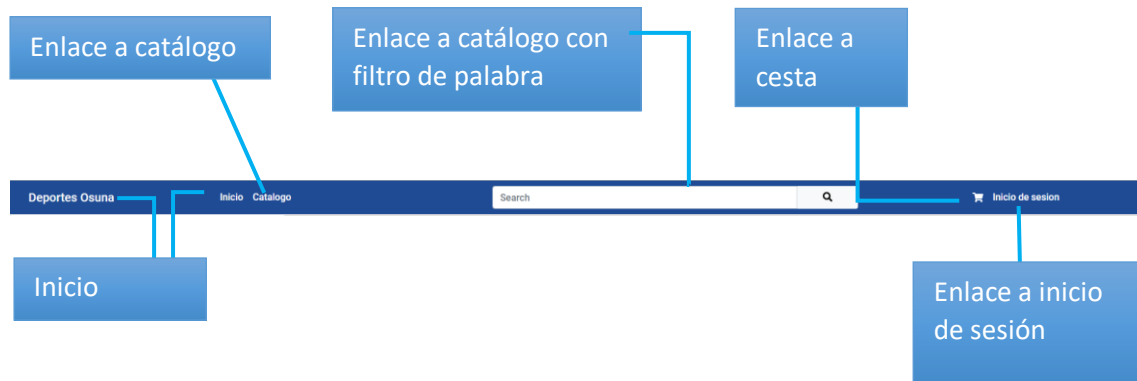 Enlace a catálogo
Enlace a catálogo con
filtro de palabra
Enlace a
cesta
Deportes Osuna
Inicio
Catalogo
Search
Inicio de sesion
Inicio
Enlace a inicio
de sesión